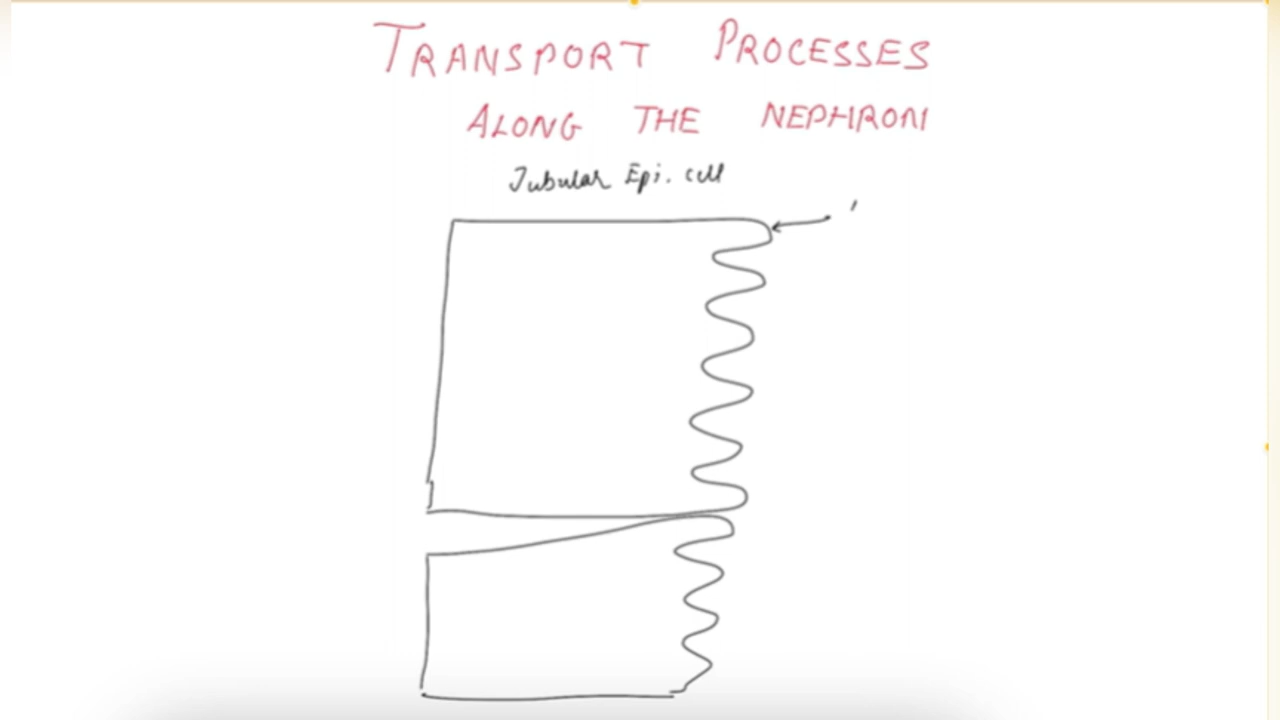 TRANSPORT PROCESSES
ALONG THE NEPHRON
Tubular Epi. cell